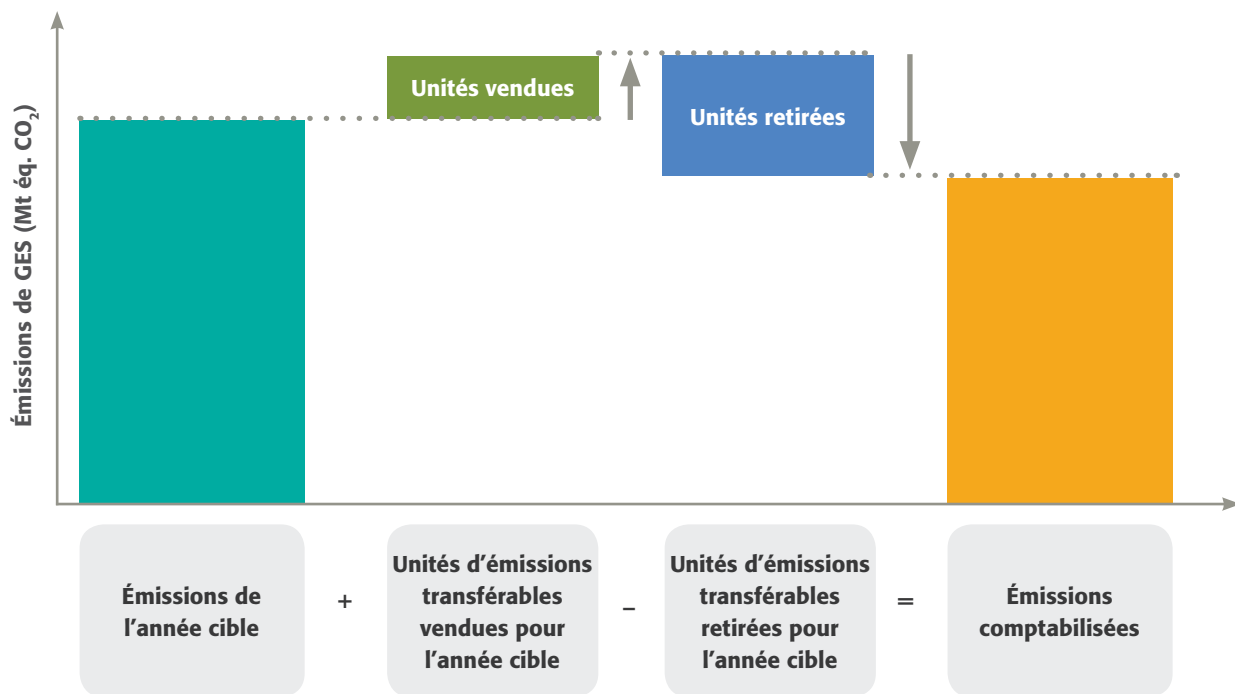 Émissions de GES (Mt éq. CO₂)
Unités vendues
Unités retirées
Émissions de
l’année cible
+
Unités d’émissions
transférables
vendues pour
l’année cible
–
Unités d’émissions
transférables
retirées pour
l’année cible
=
Émissions
comptabilisées